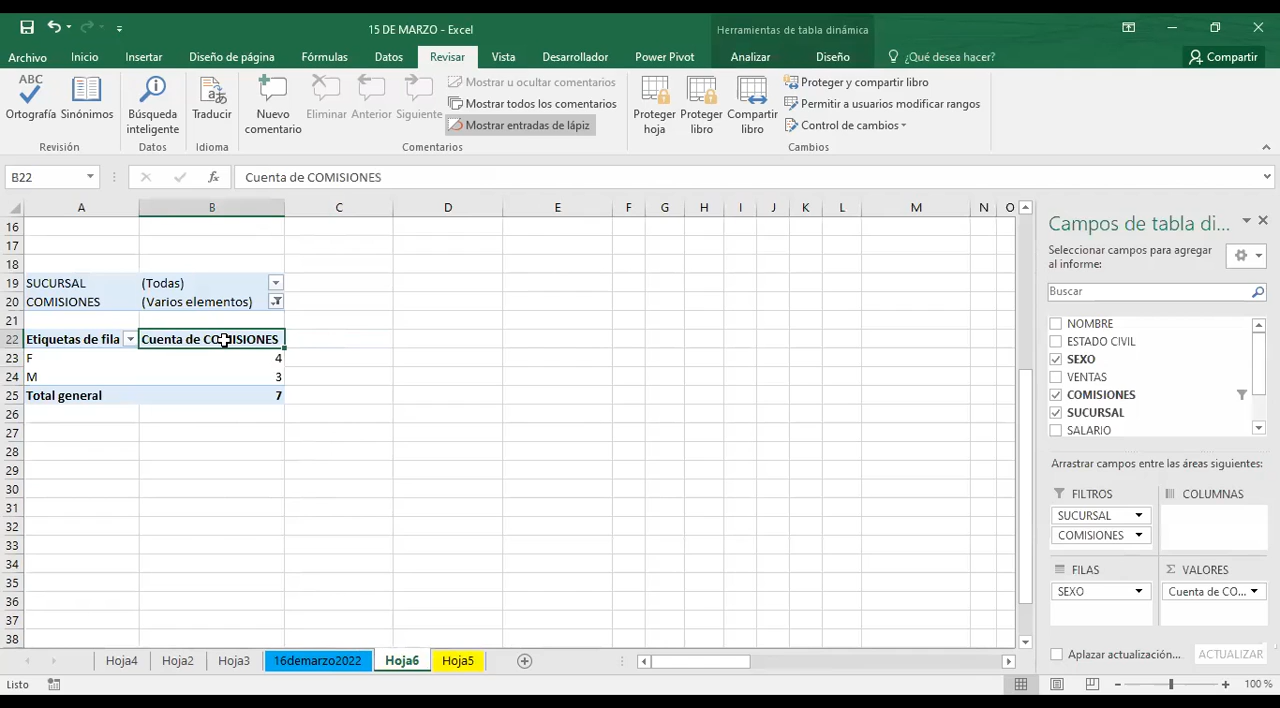 15 DE MARZO - Excel
Herramientas de tabla dinámica
Archivo
Inicio
Insertar
Diseño de página
Fórmulas
Datos
Revisar
Vista
Desarrollador
Power Pivot
Analizar
Diseño
¿Qué desea hacer?
Compartir
ABC
Ortografía
Sinónimos
Revisión
Búsqueda
inteligente
Datos
Traducir
Idioma
Nuevo
comentario
Eliminar
Anterior
Siguiente
Mostrar u ocultar comentarios
Mostrar todos los comentarios
Mostrar entradas de lápiz
Comentarios
Proteger
hoja
Proteger
libro
Compartir
libro
Proteger y compartir libro
Permitir a usuarios modificar rangos
Control de cambios
Cambios
B22
fx
Cuenta de COMISIONES
A B C D E F G H I J K L M N O
16
17
18
19 SUCURSAL (Todas)
20 COMISIONES (Varios elementos)
21
22 Etiquetas de fila Cuenta de COMISIONES
23 F 4
24 M 3
25 Total general 7
26
27
28
29
30
31
32
33
34
35
36
37
38
Campos de tabla di...
Seleccionar campos para agregar
al informe:
Buscar
NOMBRE
ESTADO CIVIL
SEXO
VENTAS
COMISIONES
SUCURSAL
SALARIO
Arrastrar campos entre las áreas siguientes:
FILTROS
SUCURSAL
COMISIONES
COLUMNAS
FILAS
SEXO
Σ VALORES
Cuenta de CO...
Aplazar actualización...
ACTUALIZAR
Hoja4
Hoja2
Hoja3
16demarzo2022
Hoja6
Hoja5
Listo
100 %